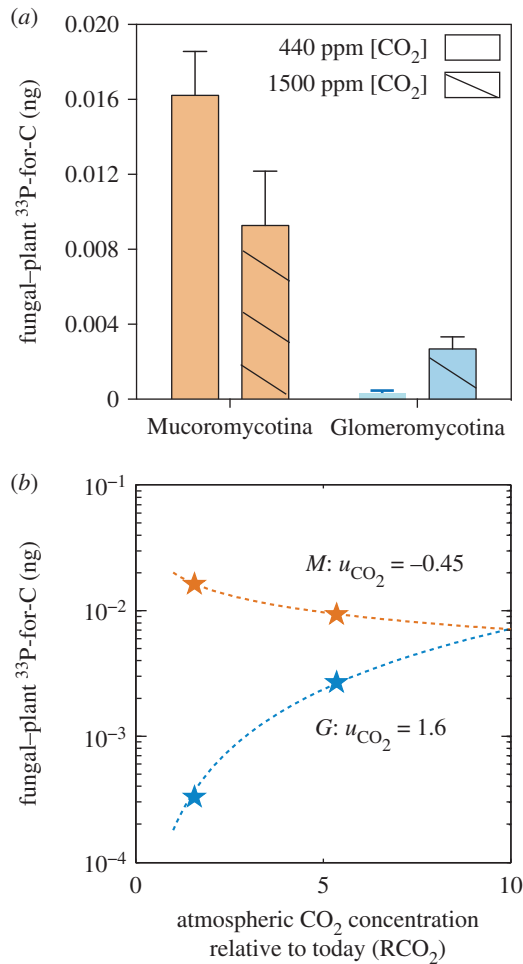 (a)
0.020
0.016
0.012
0.008
0.004
0
fungal–plant ³³P-for-C (ng)
440 ppm [CO₂]
1500 ppm [CO₂]
Mucoromycotina Glomeromycotina
(b)
10⁻¹
10⁻²
10⁻³
10⁻⁴
fungal–plant ³³P-for-C (ng)
M: u_CO₂ = –0.45
G: u_CO₂ = 1.6
0 5 10
atmospheric CO₂ concentration
relative to today (RCO₂)